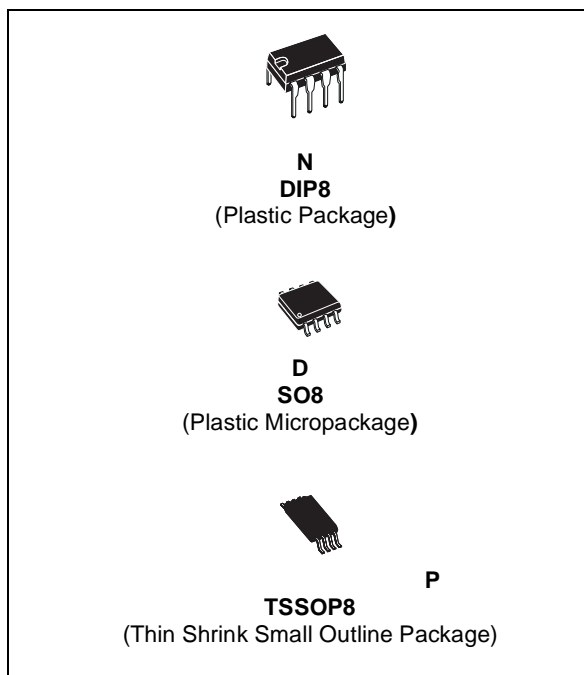 N
DIP8
(Plastic Package)
D
SO8
(Plastic Micropackage)
P
TSSOP8
(Thin Shrink Small Outline Package)